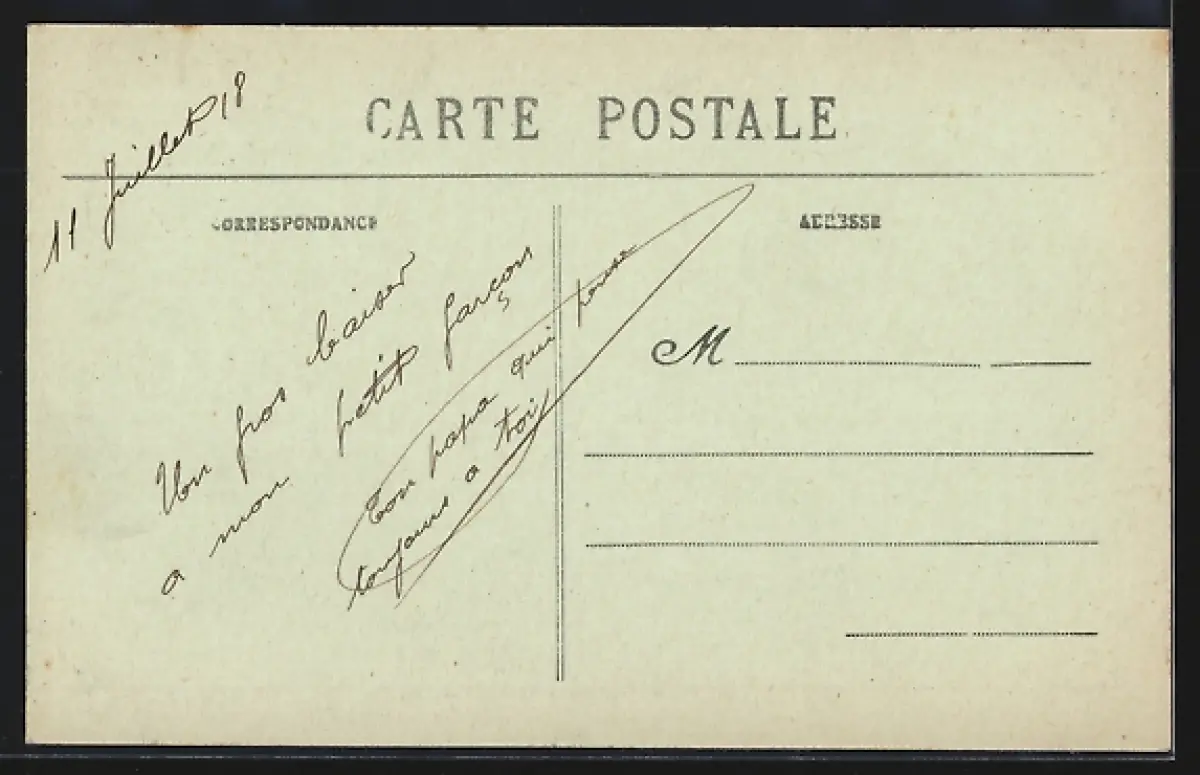 CARTE POSTALE
11 Juillet 18
CORRESPONDANCE
ADRESSE
Un gros baiser
a mon petit garçon
Ton papa qui pense
toujours a toi
M